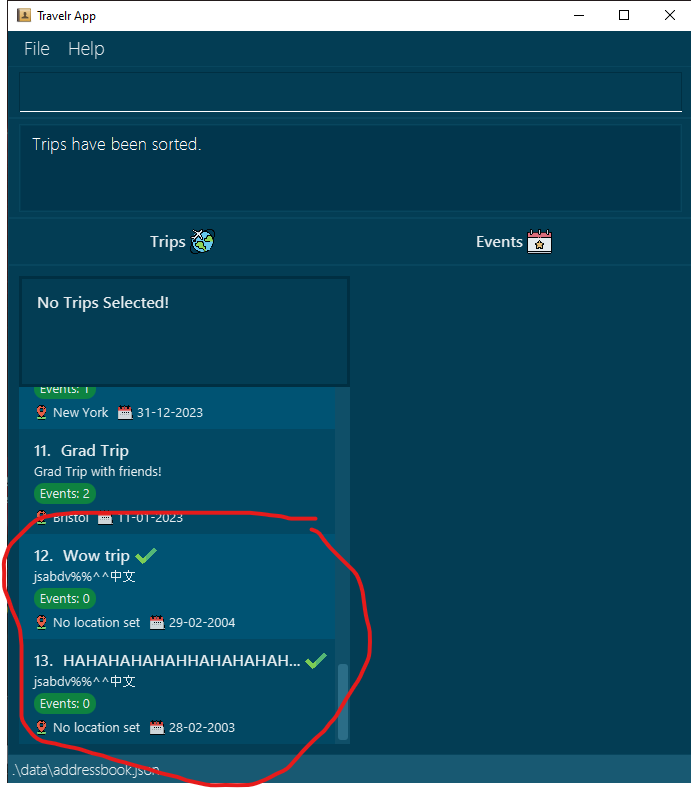 Travelr App
File Help
Trips have been sorted.
Trips Events
No Trips Selected!
Events: 1
New York 31-12-2023
11. Grad Trip
Grad Trip with friends!
Events: 2
Bristol 11-01-2023
12. Wow trip
jsabdv%%^^中文
Events: 0
No location set 29-02-2004
13. HAHAHAHAHAHHAHAHAHAH...
jsabdv%%^^中文
Events: 0
No location set 28-02-2003
.\data\addressbook.json